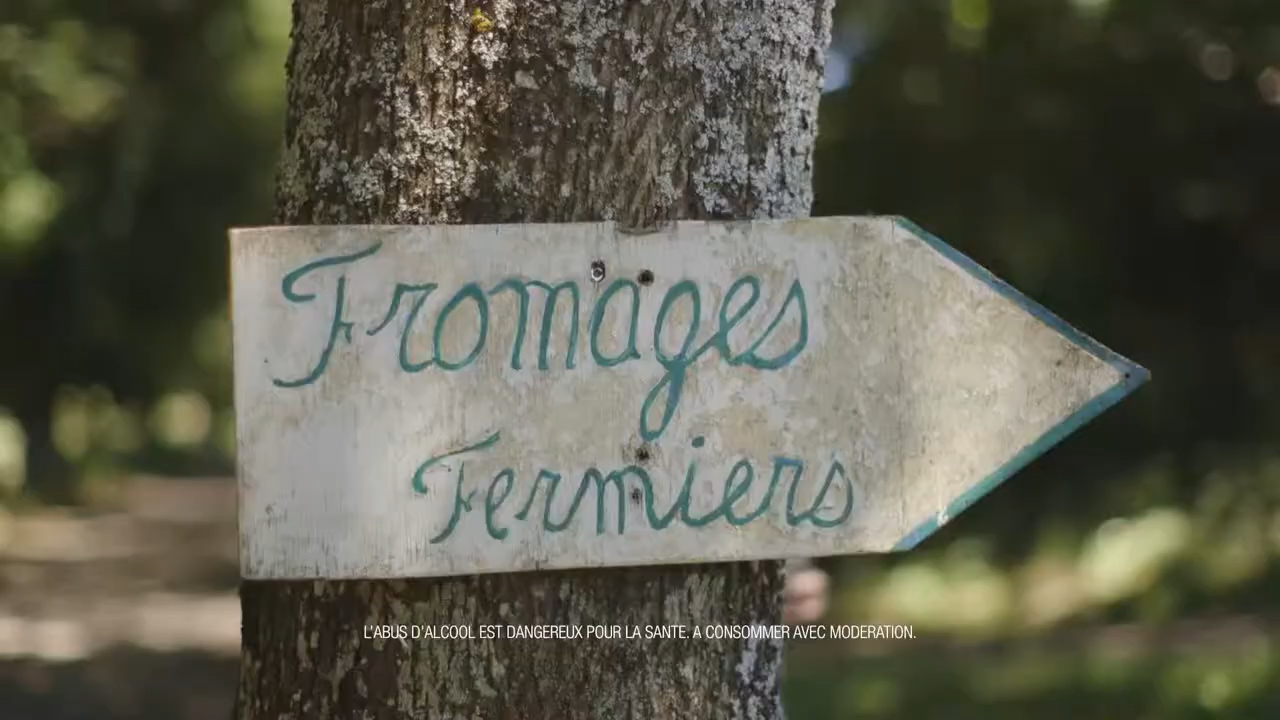 Fromages
Fermiers
L'ABUS D'ALCOOL EST DANGEREUX POUR LA SANTE. A CONSOMMER AVEC MODERATION.